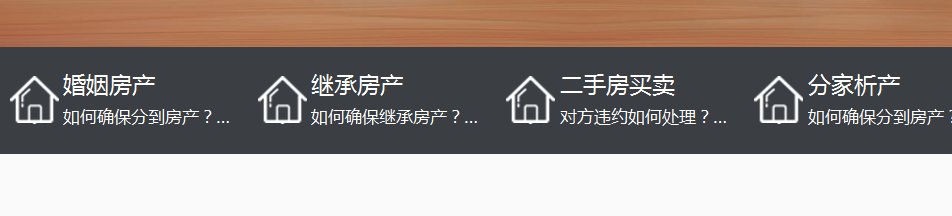 婚姻房产
如何确保分到房产？...
继承房产
如何确保继承房产？...
二手房买卖
对方违约如何处理？...
分家析产
如何确保分到房产